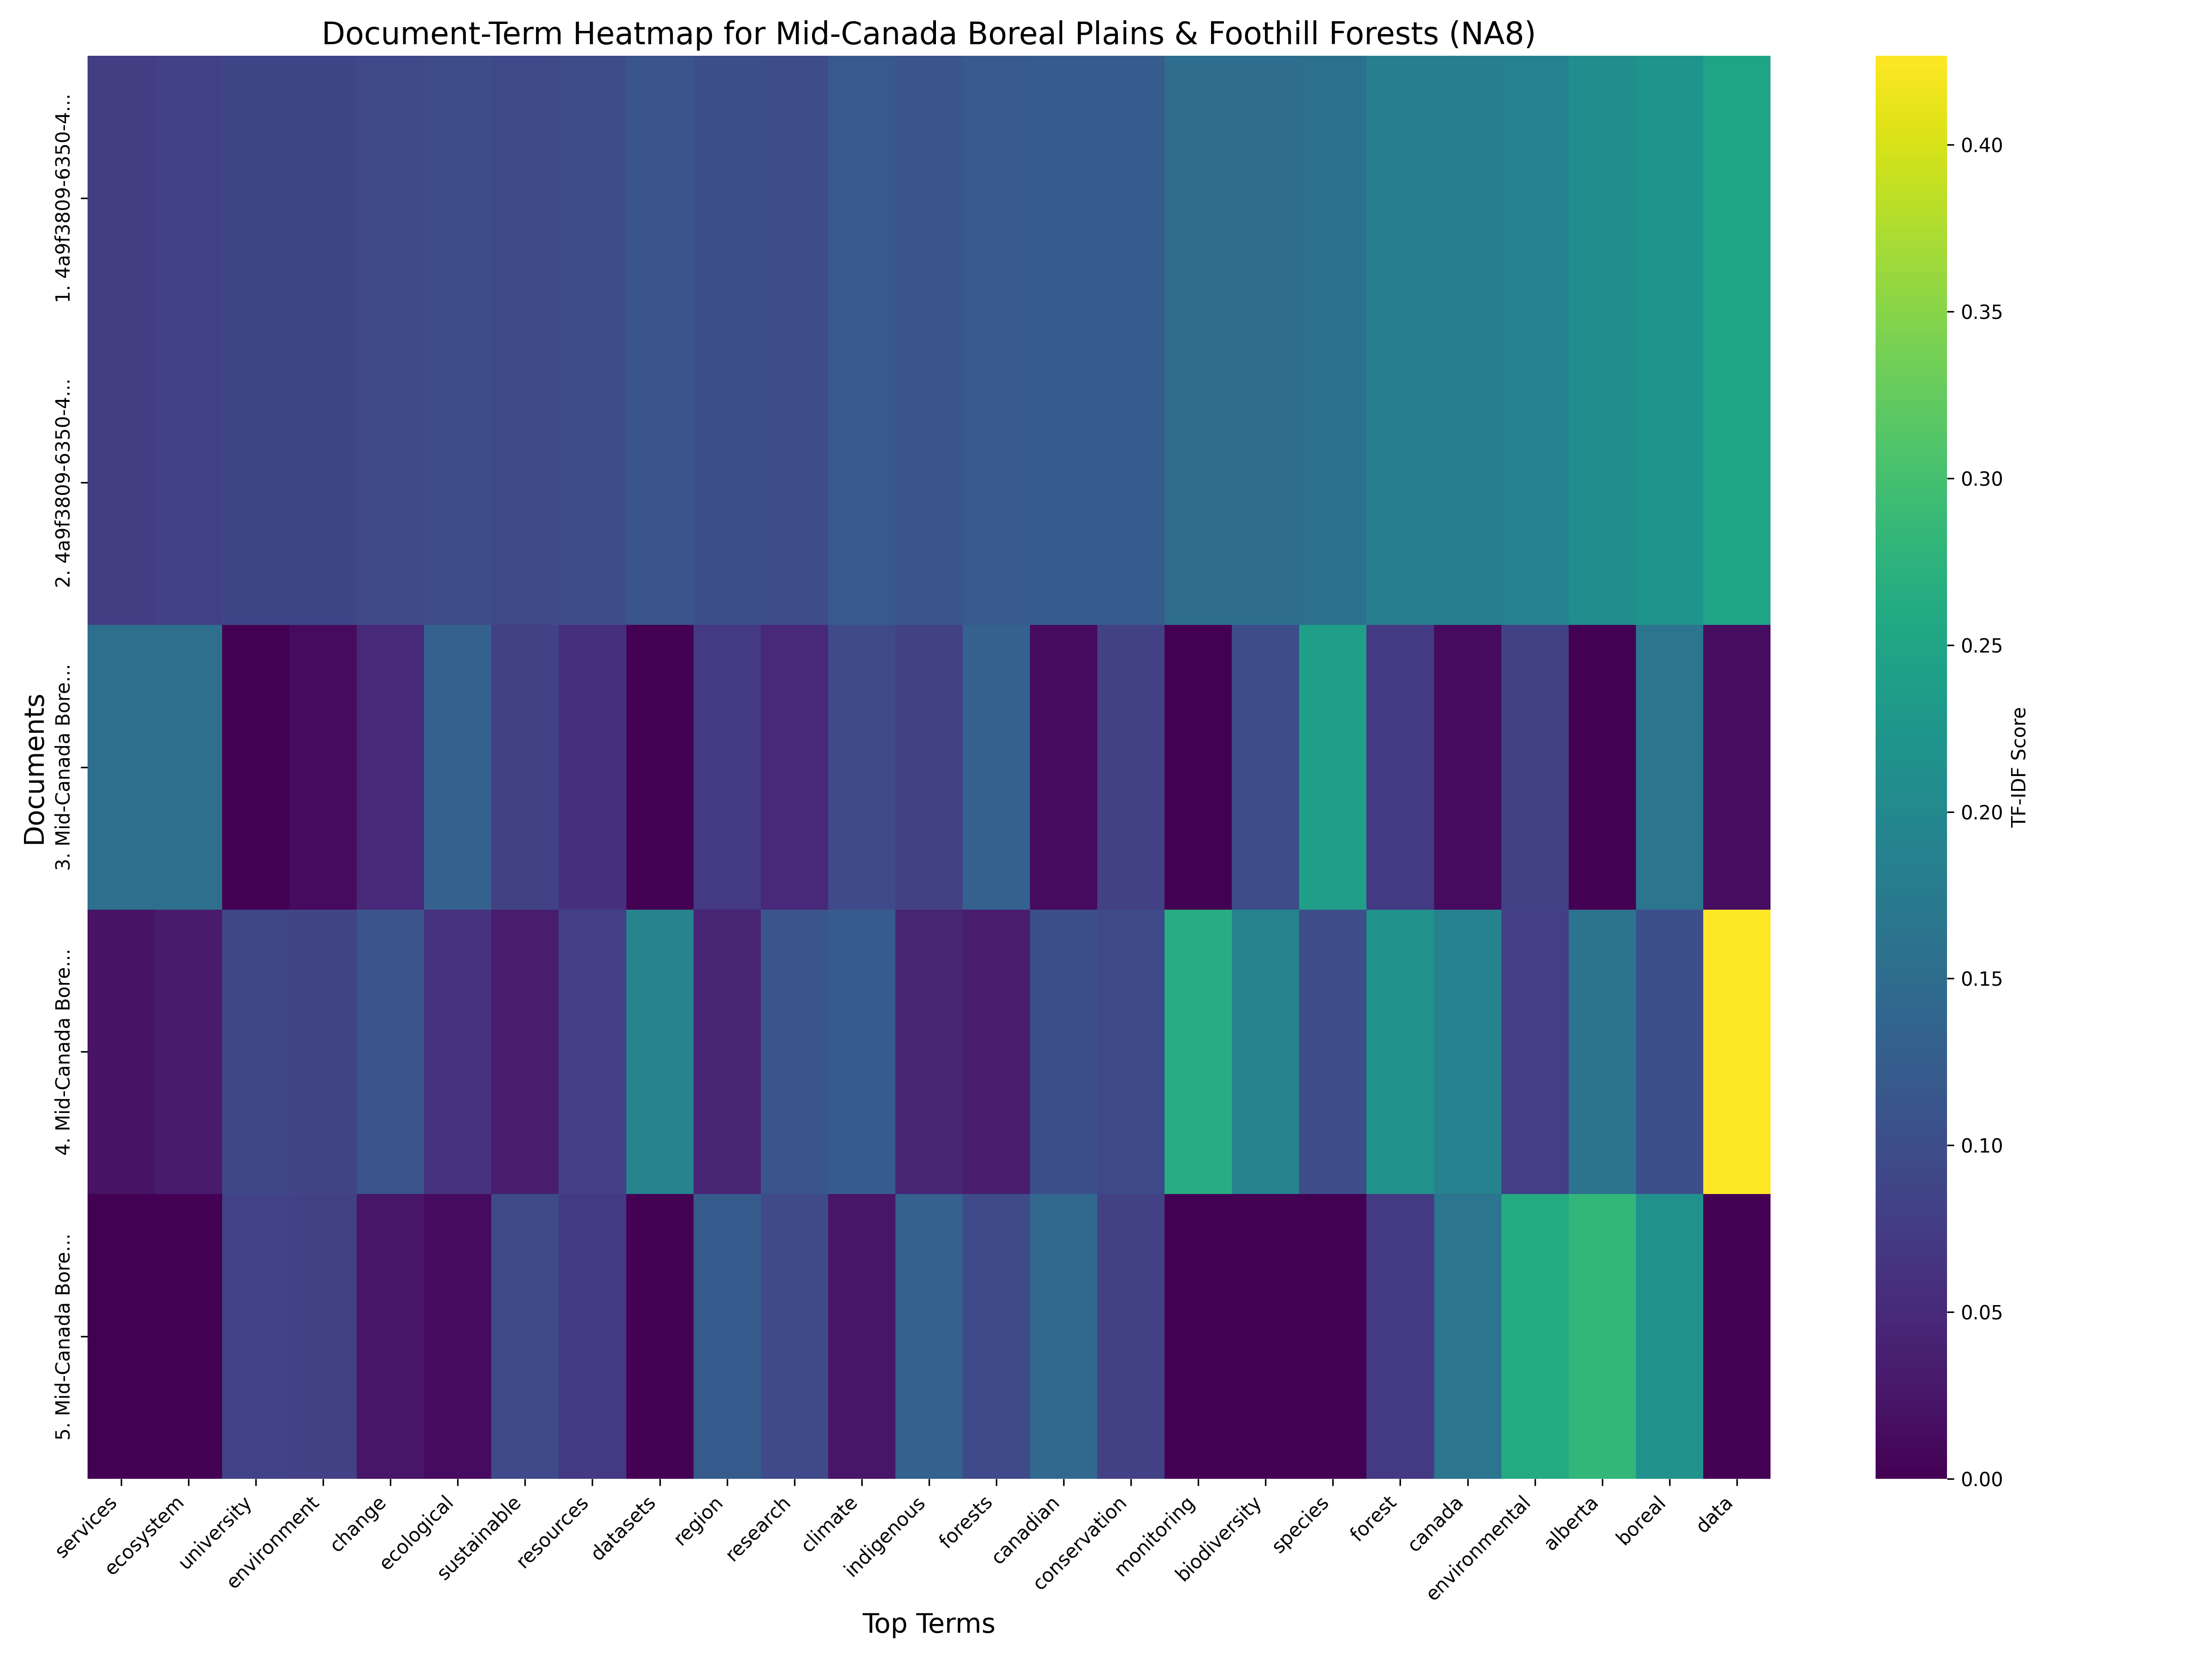 Document-Term Heatmap for Mid-Canada Boreal Plains & Foothill Forests (NA8)
Documents
1. 4a9f3809-6350-4...
2. 4a9f3809-6350-4...
3. Mid-Canada Bore...
4. Mid-Canada Bore...
5. Mid-Canada Bore...
services
ecosystem
university
environment
change
ecological
sustainable
resources
datasets
region
research
climate
indigenous
forests
canadian
conservation
monitoring
biodiversity
species
forest
canada
environmental
alberta
boreal
data
Top Terms
0.40
0.35
0.30
0.25
0.20
0.15
0.10
0.05
0.00
TF-IDF Score